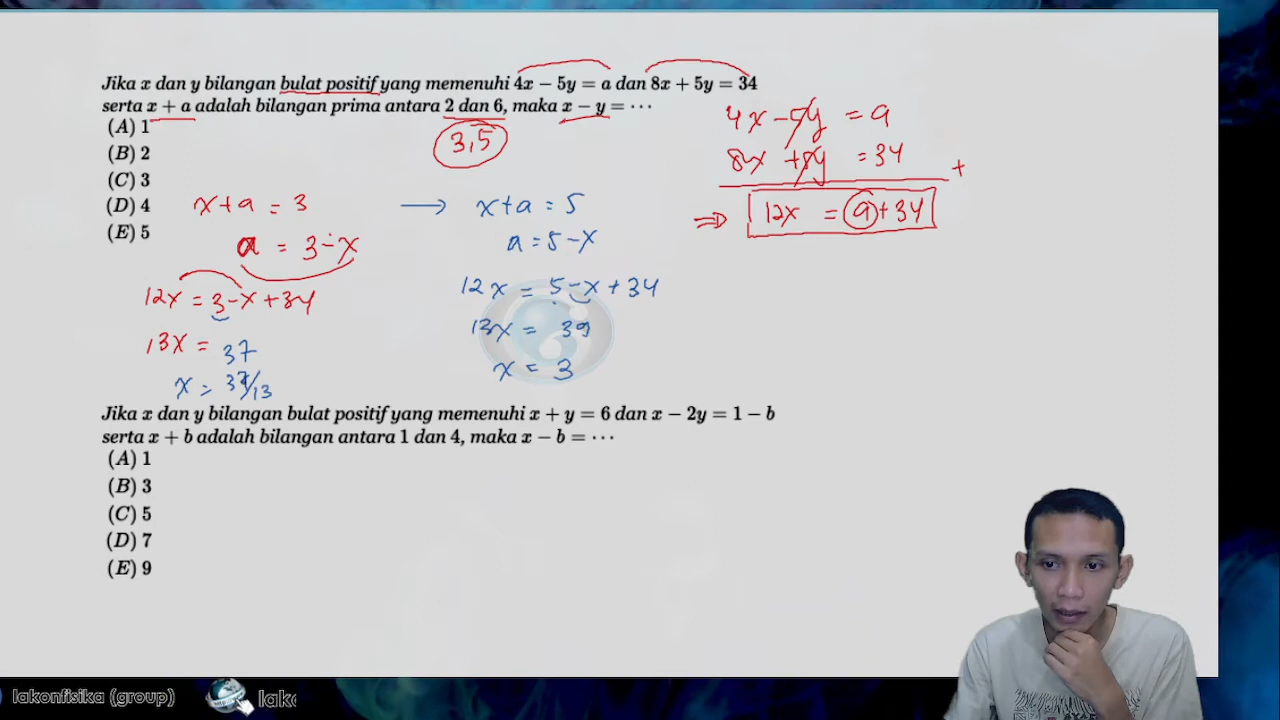 Jika x dan y bilangan bulat positif yang memenuhi 4x − 5y = a dan 8x + 5y = 34
serta x + a adalah bilangan prima antara 2 dan 6, maka x − y = ⋯
(A) 1
(B) 2
(C) 3
(D) 4
(E) 5
3,5
4x − 5y = a
8x + 5y = 34 +
⇒ 12x = a + 34
x + a = 3
a = 3 − x
12x = 3 − x + 34
13x = 37
x = 37/13
→ x + a = 5
a = 5 − x
12x = 5 − x + 34
13x = 39
x = 3
Jika x dan y bilangan bulat positif yang memenuhi x + y = 6 dan x − 2y = 1 − b
serta x + b adalah bilangan antara 1 dan 4, maka x − b = ⋯
(A) 1
(B) 3
(C) 5
(D) 7
(E) 9
lakonfisika (group)